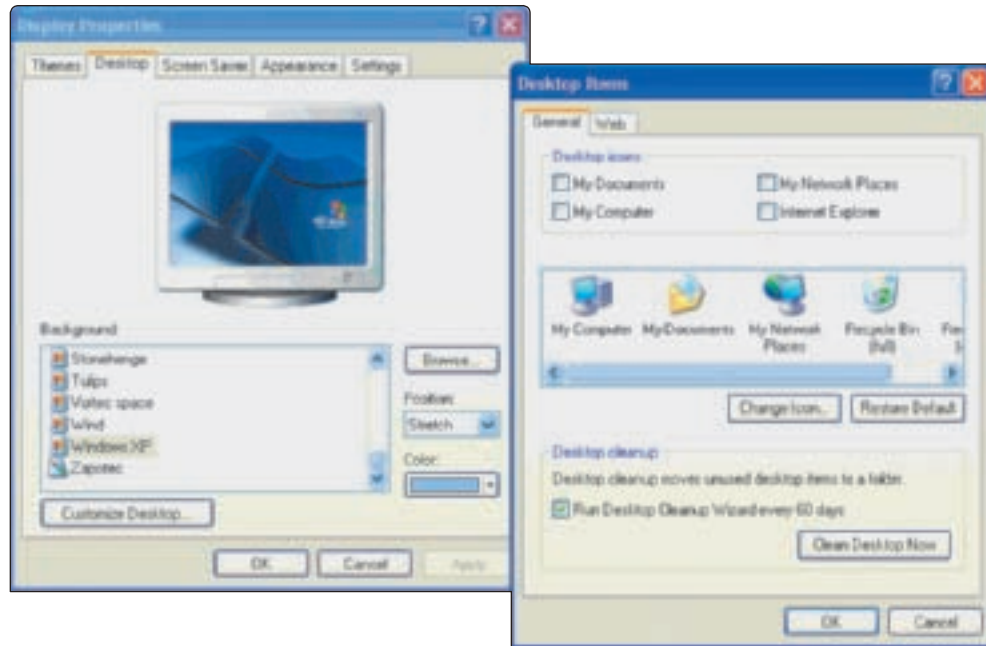 Display Properties
Themes Desktop Screen Saver Appearance Settings
Background
Stonehenge
Tulips
Vortec space
Wind
Windows XP
Zapotec
Browse...
Position:
Stretch
Color:
Customize Desktop...
OK Cancel Apply
Desktop Items
General Web
Desktop icons
My Documents My Network Places
My Computer Internet Explorer
My Computer My Documents My Network Recycle Bin
Places (full)
Change Icon... Restore Default
Desktop cleanup
Desktop cleanup moves unused desktop items to a folder.
Run Desktop Cleanup Wizard every 60 days
Clean Desktop Now
OK Cancel